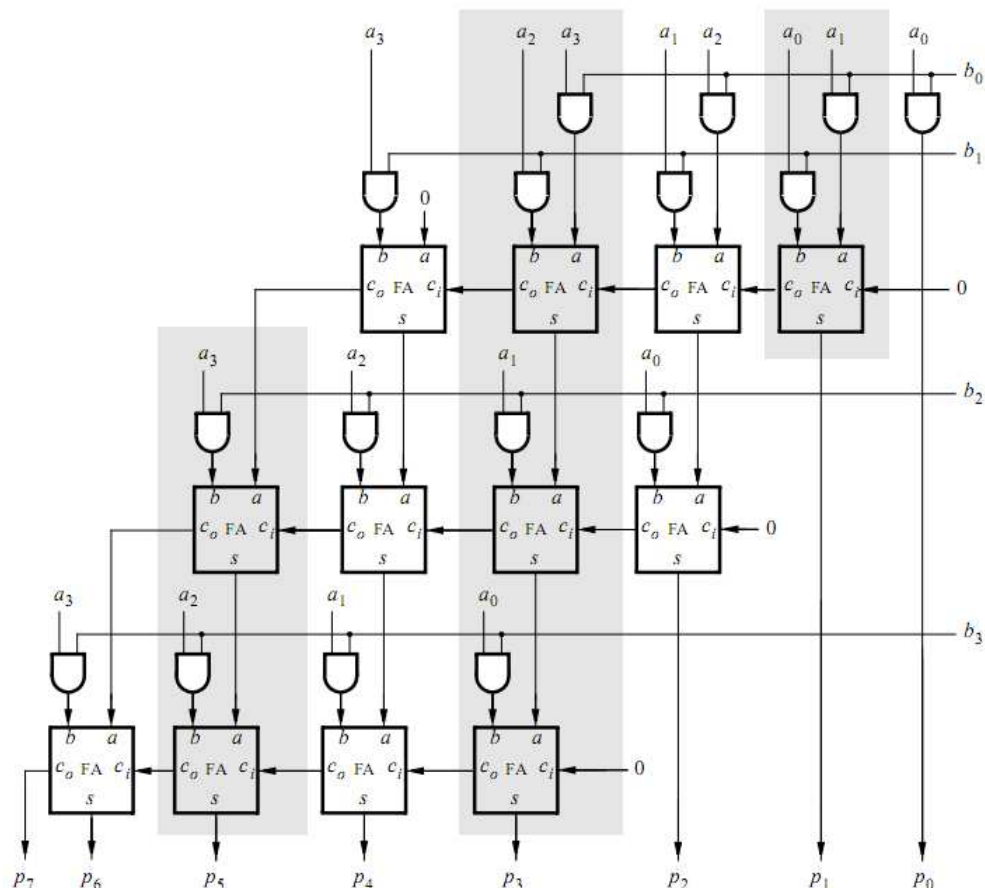 a3 a2 a3 a1 a2 a0 a1 a0
b0
b1
0
b a b a b a b a
co FA ci co FA ci co FA ci co FA ci 0
s s s s
a3 a2 a1 a0
b2
b a b a b a b a
co FA ci co FA ci co FA ci co FA ci 0
s s s s
a3 a2 a1 a0
b3
b a b a b a b a
co FA ci co FA ci co FA ci co FA ci 0
s s s s
p7 p6 p5 p4 p3 p2 p1 p0